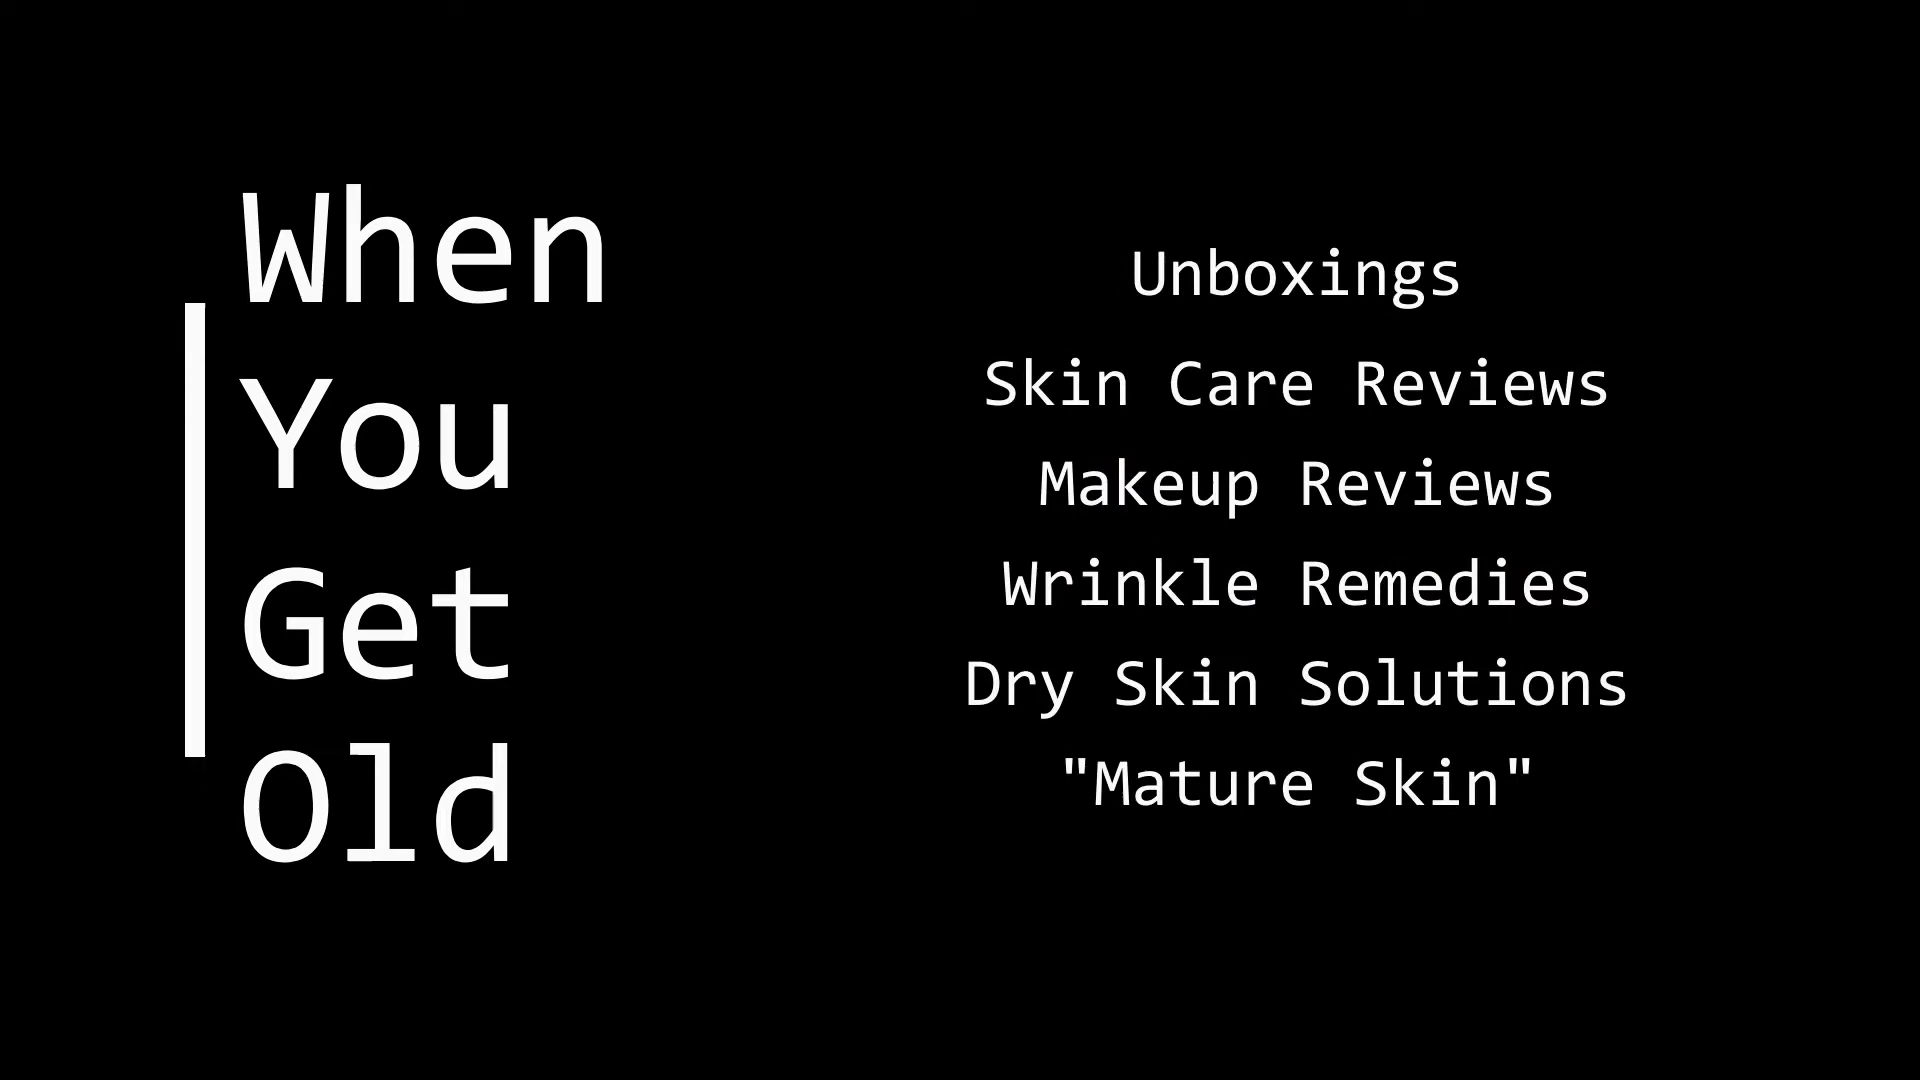 When
You
Get
Old
Unboxings
Skin Care Reviews
Makeup Reviews
Wrinkle Remedies
Dry Skin Solutions
"Mature Skin"